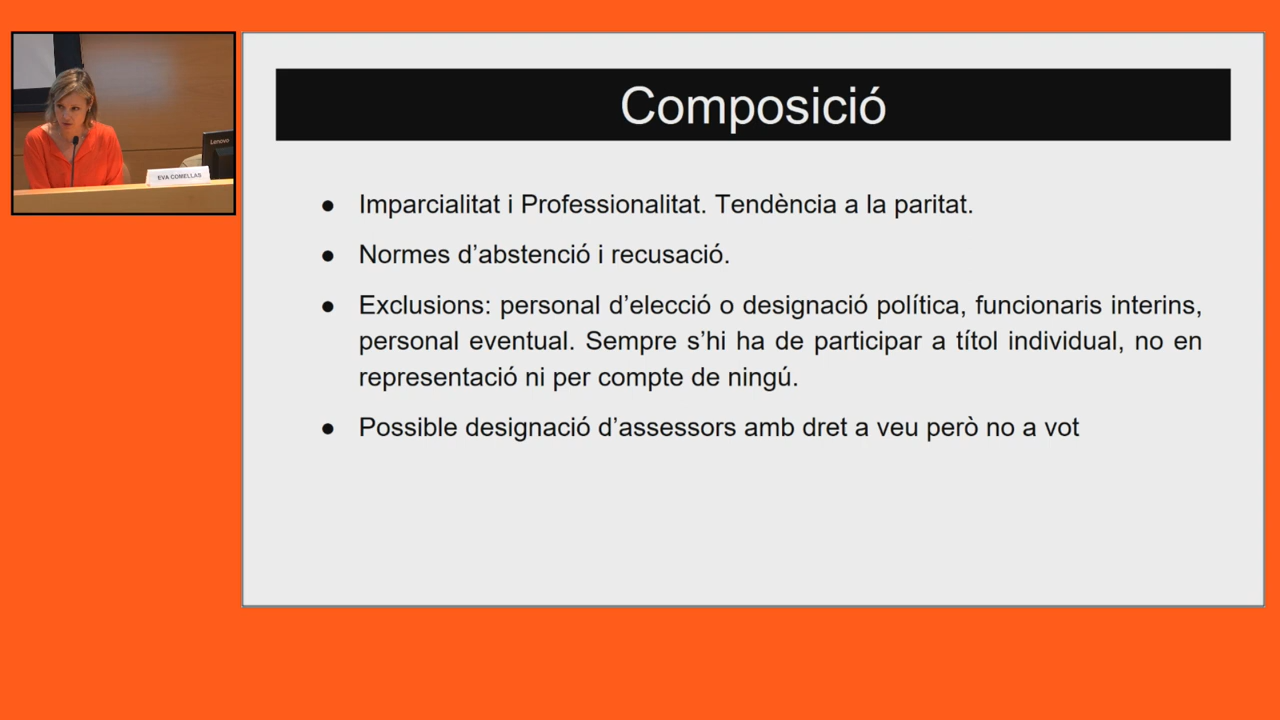 Lenovo
EVA COMELLAS
Composició
● Imparcialitat i Professionalitat. Tendència a la paritat.
● Normes d’abstenció i recusació.
● Exclusions: personal d’elecció o designació política, funcionaris interins,
personal eventual. Sempre s’hi ha de participar a títol individual, no en
representació ni per compte de ningú.
● Possible designació d’assessors amb dret a veu però no a vot